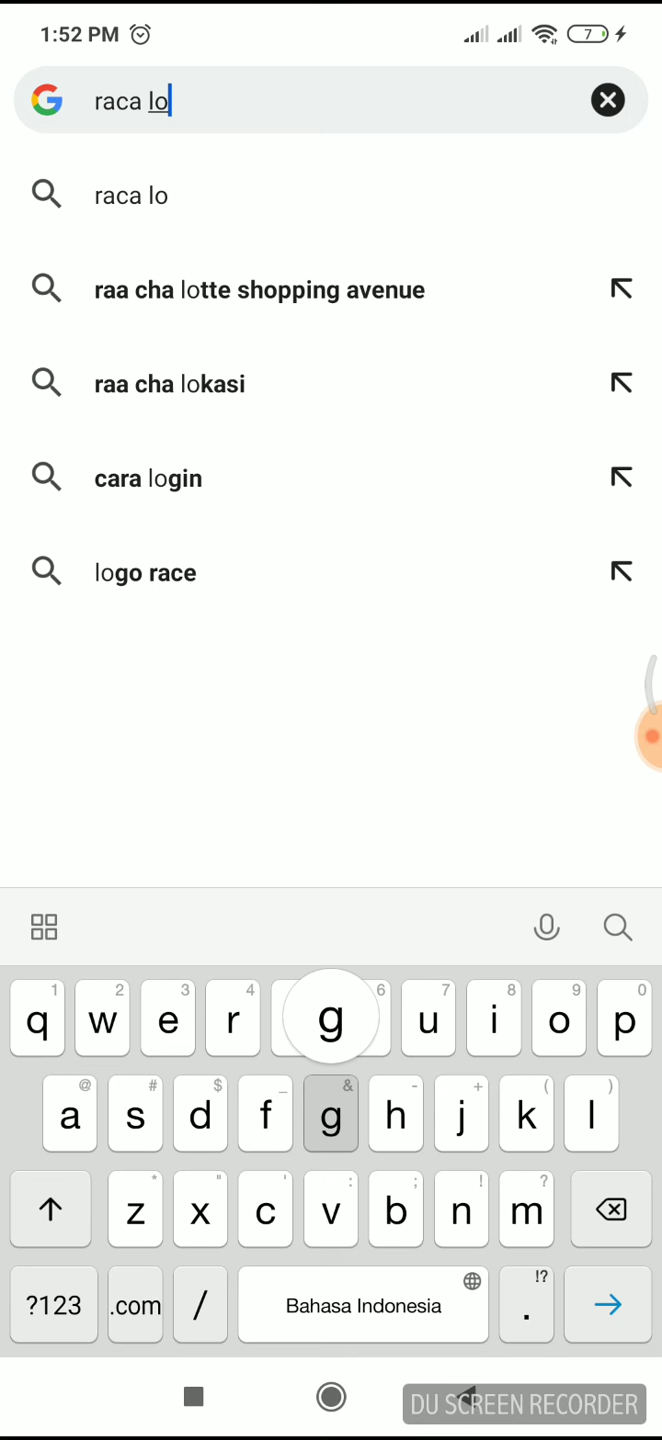 1:52 PM 7
raca lo
raca lo
raa cha lotte shopping avenue
raa cha lokasi
cara login
logo race
1 2 3 4 6 7 8 9 0
q w e r g u i o p
@ # $ _ & - + ( )
a s d f g h j k l
* " ' : ; ! ?
z x c v b n m
?123 .com / Bahasa Indonesia !? .
DU SCREEN RECORDER